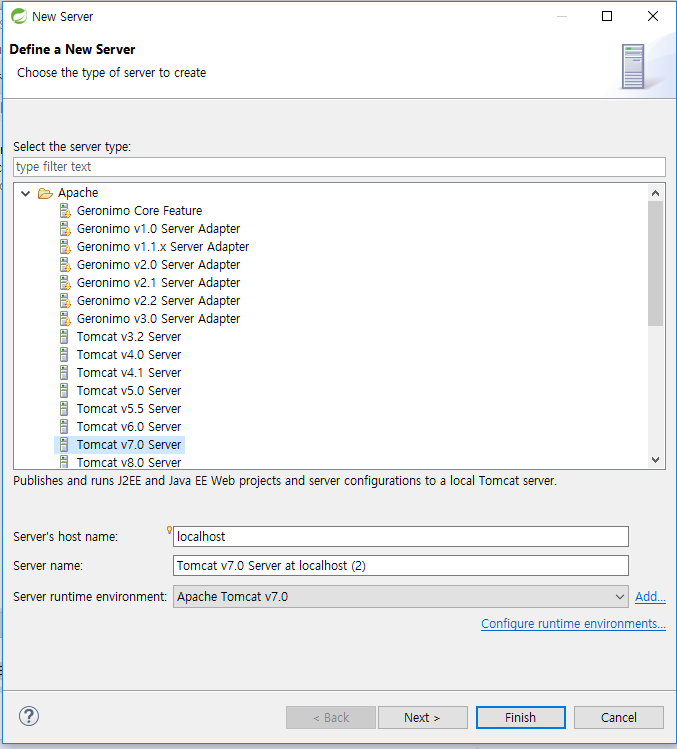 New Server
Define a New Server
Choose the type of server to create
Select the server type:
type filter text
Apache
Geronimo Core Feature
Geronimo v1.0 Server Adapter
Geronimo v1.1.x Server Adapter
Geronimo v2.0 Server Adapter
Geronimo v2.1 Server Adapter
Geronimo v2.2 Server Adapter
Geronimo v3.0 Server Adapter
Tomcat v3.2 Server
Tomcat v4.0 Server
Tomcat v4.1 Server
Tomcat v5.0 Server
Tomcat v5.5 Server
Tomcat v6.0 Server
Tomcat v7.0 Server
Tomcat v8.0 Server
Publishes and runs J2EE and Java EE Web projects and server configurations to a local Tomcat server.
Server's host name: localhost
Server name: Tomcat v7.0 Server at localhost (2)
Server runtime environment: Apache Tomcat v7.0 Add...
Configure runtime environments...
? < Back Next > Finish Cancel